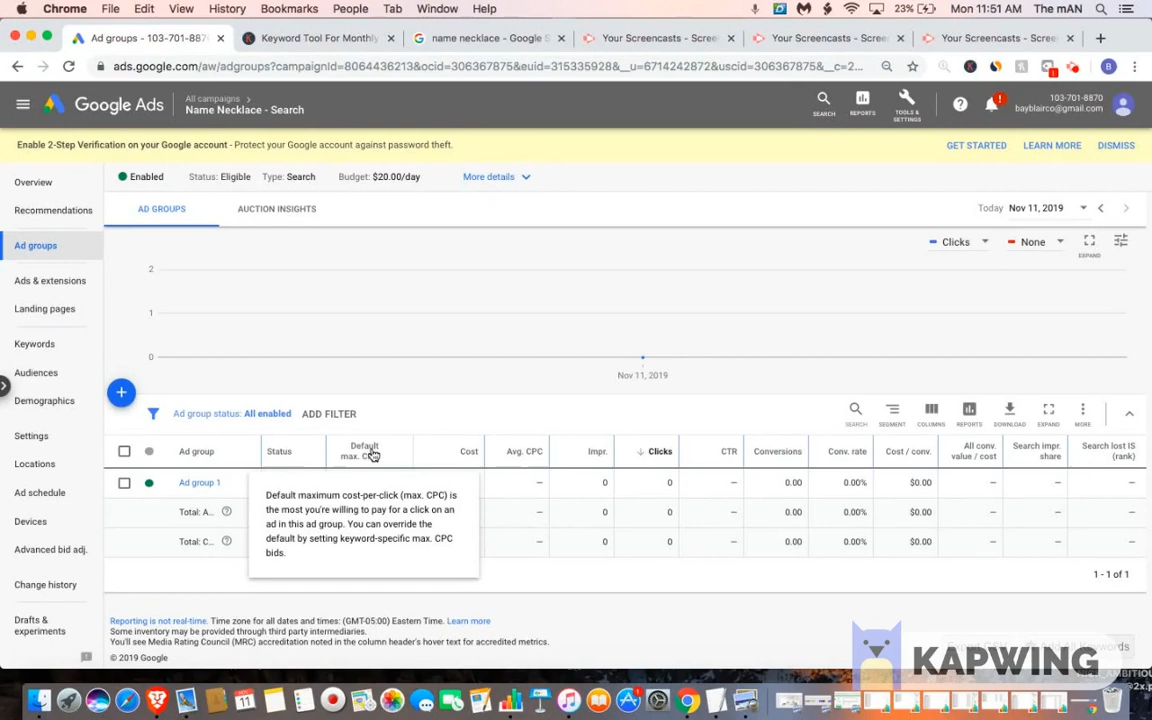 Chrome File Edit View History Bookmarks People Tab Window Help 23% Mon 11:51 AM The mAN
Ad groups - 103-701-887 Keyword Tool For Monthly name necklace - Google S Your Screencasts - Screen Your Screencasts - Screen Your Screencasts - Screen
ads.google.com/aw/adgroups?campaignId=8064436213&ocid=306367875&euid=315335928&__u=6714242872&uscid=306367875&__c=2... B
Google Ads
All campaigns
Name Necklace - Search
SEARCH REPORTS TOOLS & SETTINGS
103-701-8870
bayblairco@gmail.com
Enable 2-Step Verification on your Google account - Protect your Google account against password theft. GET STARTED LEARN MORE DISMISS
Overview
Recommendations
Ad groups
Ads & extensions
Landing pages
Keywords
Audiences
Demographics
Settings
Locations
Ad schedule
Devices
Advanced bid adj.
Change history
Drafts &
experiments
Enabled Status: Eligible Type: Search Budget: $20.00/day More details
AD GROUPS AUCTION INSIGHTS Today Nov 11, 2019
Clicks None EXPAND
2
1
0
Nov 11, 2019
Ad group status: All enabled ADD FILTER SEARCH SEGMENT COLUMNS REPORTS DOWNLOAD EXPAND MORE
Ad group Status Default max. Cost Avg. CPC Impr. Clicks CTR Conversions Conv. rate Cost / conv. All conv. value / cost Search impr. share Search lost IS (rank)
Ad group 1 – 0 0 – 0.00 0.00% $0.00 – – –
Total: A... – 0 0 – 0.00 0.00% $0.00 – – –
Total: C... – 0 0 – 0.00 0.00% $0.00 – – –
Default maximum cost-per-click (max. CPC) is
the most you're willing to pay for a click on an
ad in this ad group. You can override the
default by setting keyword-specific max. CPC
bids.
1 - 1 of 1
Reporting is not real-time. Time zone for all dates and times: (GMT-05:00) Eastern Time. Learn more
Some inventory may be provided through third party intermediaries.
You'll see Media Rating Council (MRC) accreditation noted in the column header's hover text for accredited metrics.
© 2019 Google
KAPWING